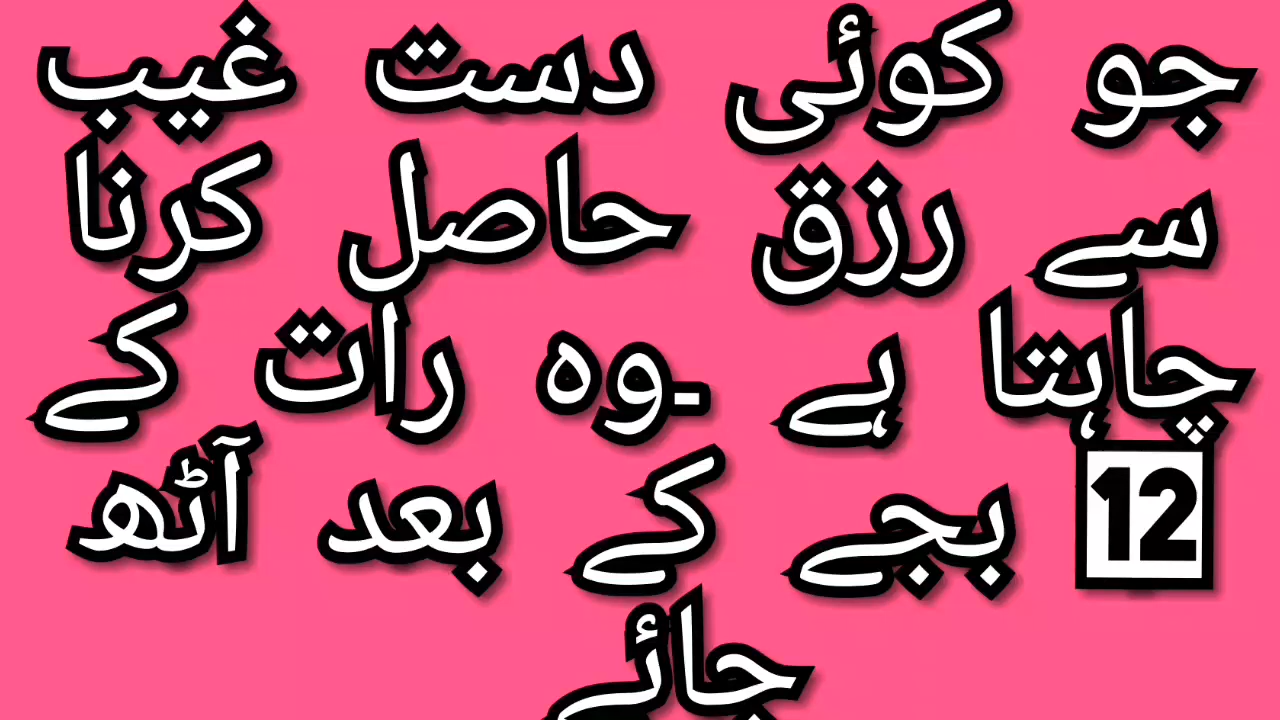 جو کوئی دست غیب
سے رزق حاصل کرنا
چاہتا ہے ۔وہ رات کے
12 بجے کے بعد آٹھ
جائے